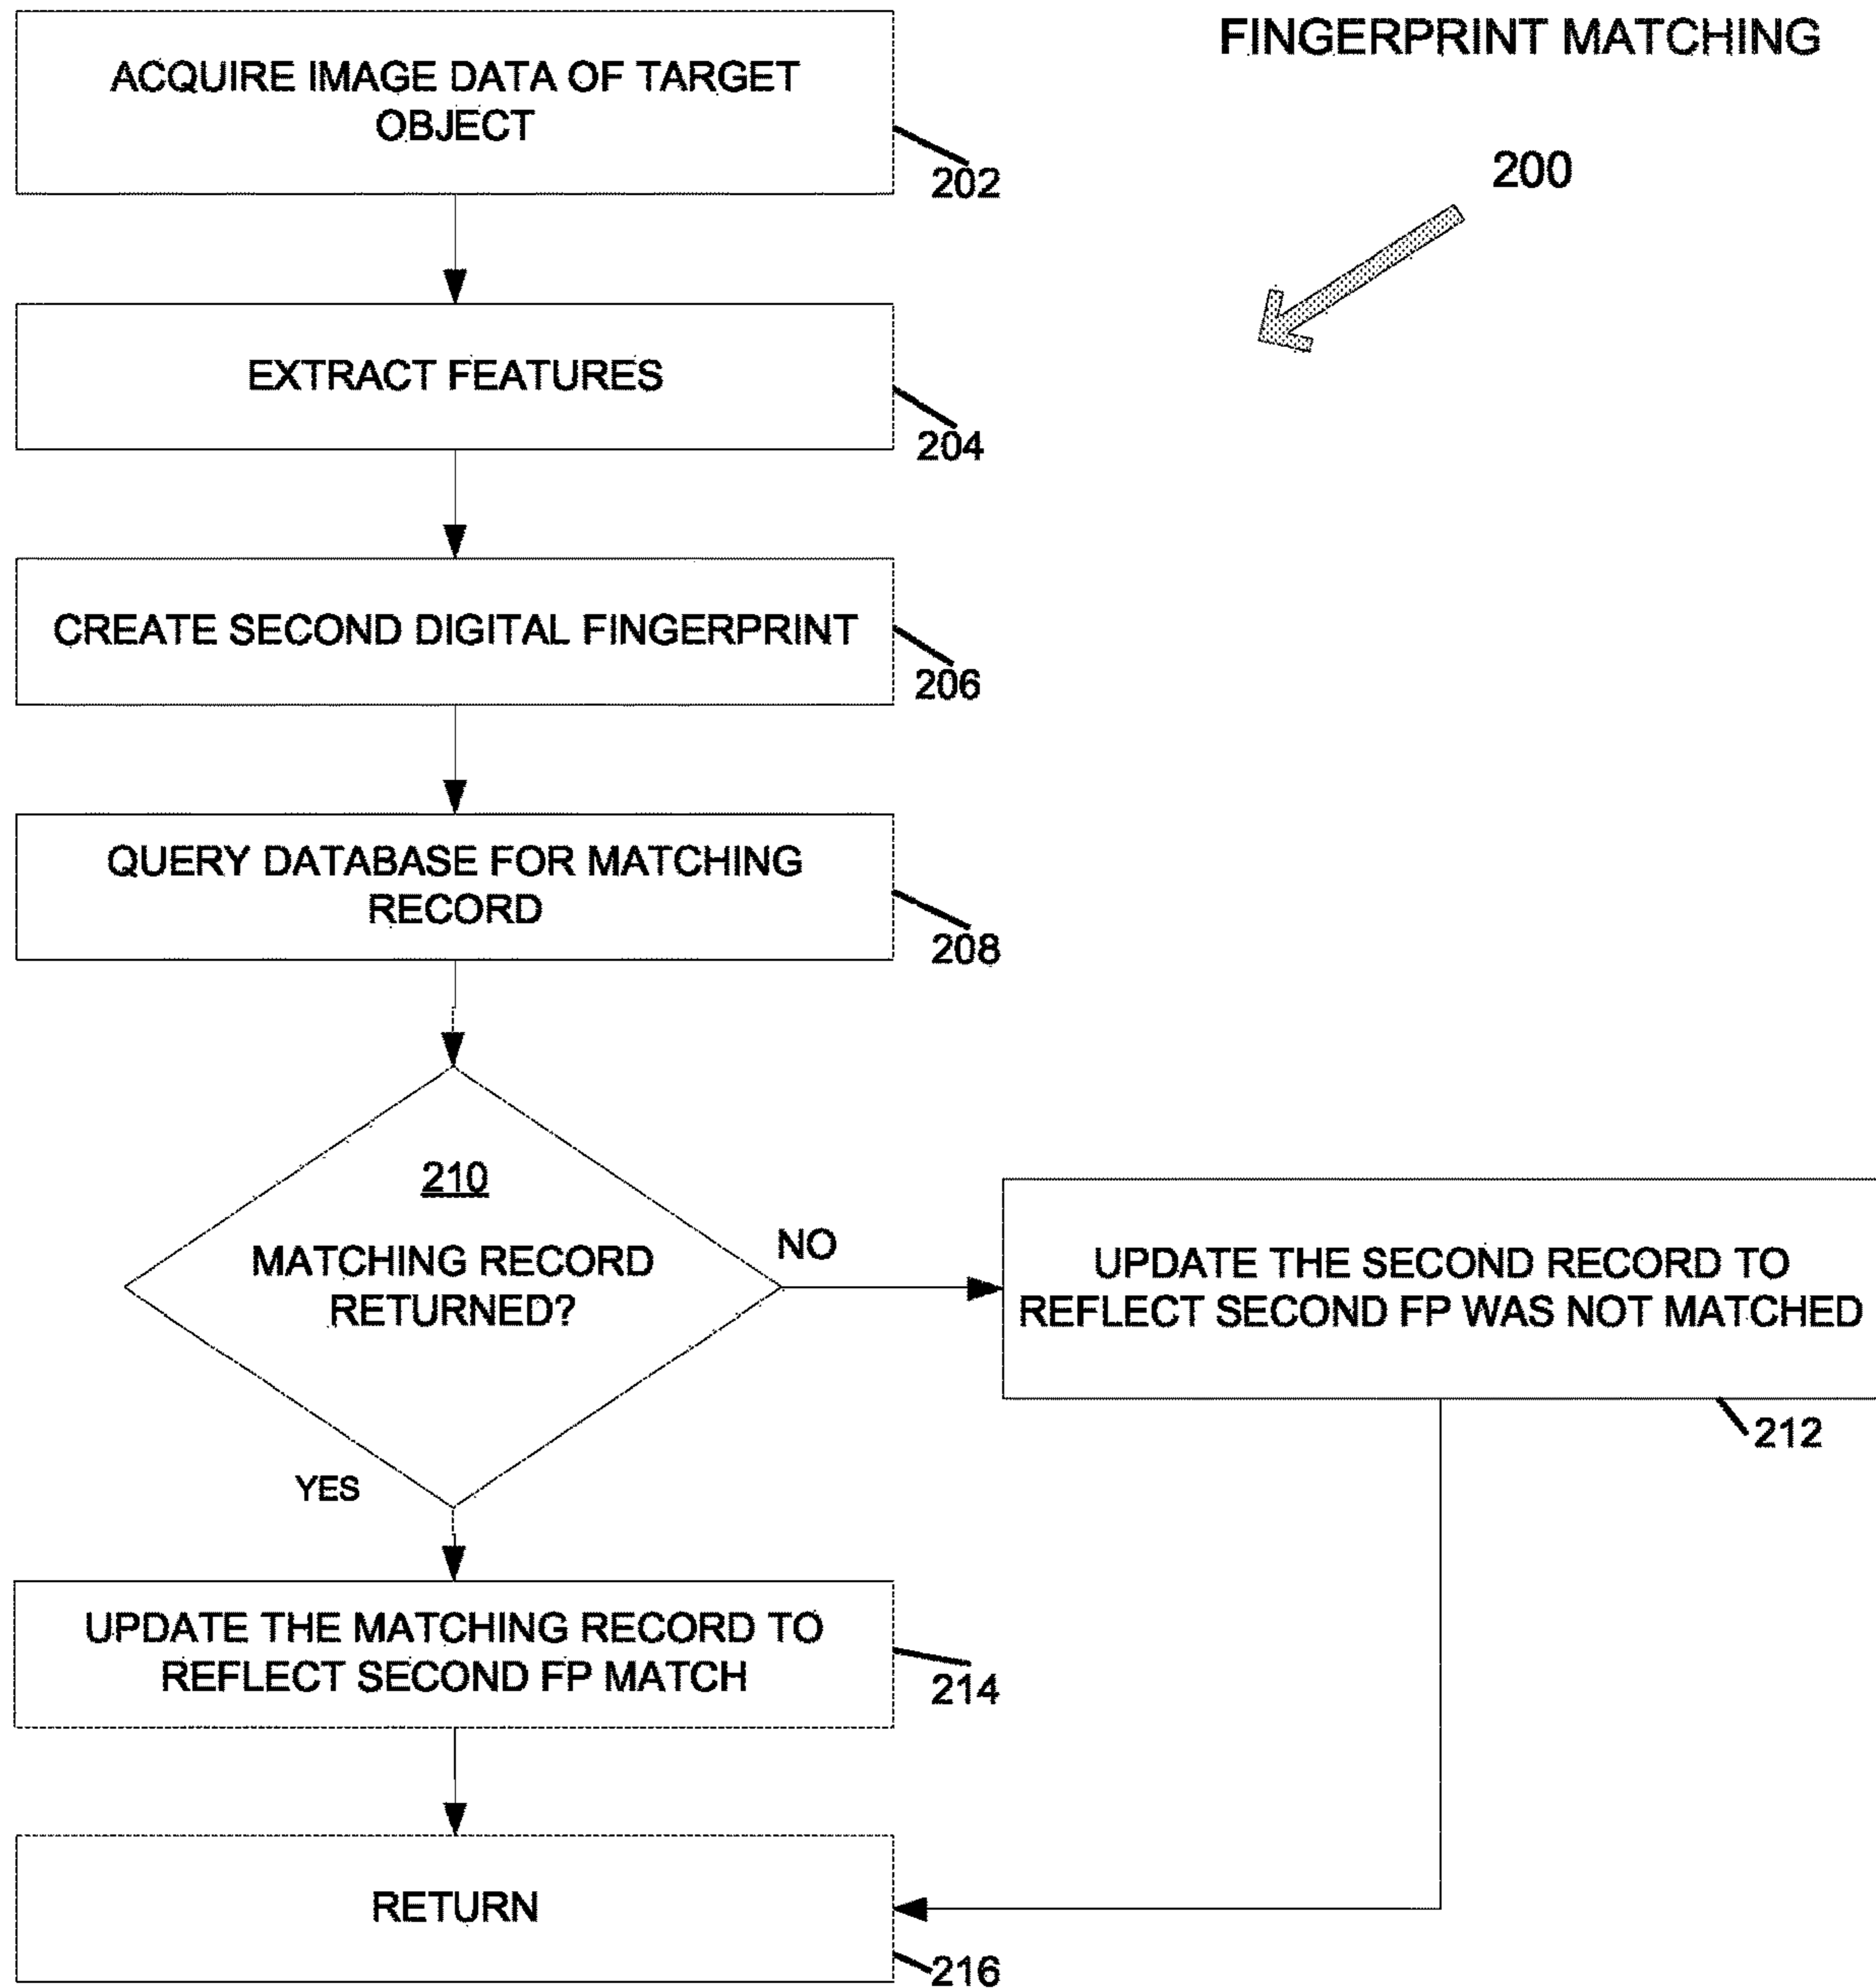 FINGERPRINT MATCHING
200
ACQUIRE IMAGE DATA OF TARGET
OBJECT
202
EXTRACT FEATURES
204
CREATE SECOND DIGITAL FINGERPRINT
206
QUERY DATABASE FOR MATCHING
RECORD
208
210
MATCHING RECORD
RETURNED?
NO
UPDATE THE SECOND RECORD TO
REFLECT SECOND FP WAS NOT MATCHED
212
YES
UPDATE THE MATCHING RECORD TO
REFLECT SECOND FP MATCH
214
RETURN
216